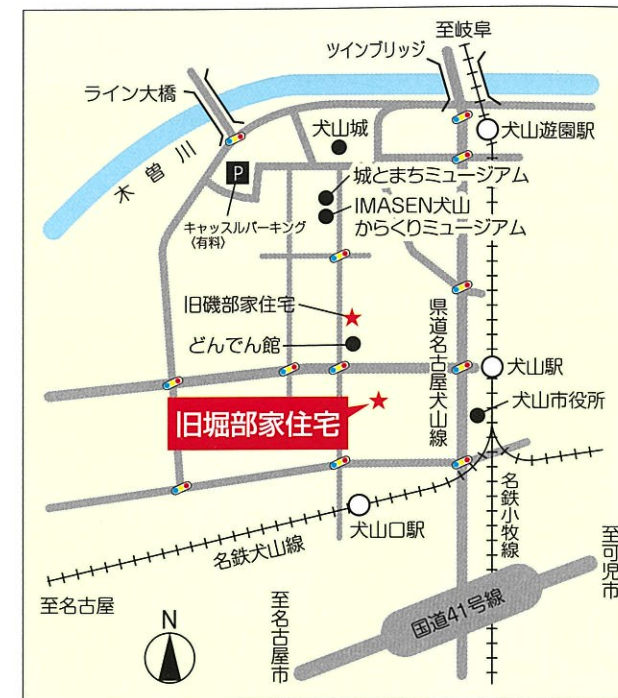 至岐阜
ツインブリッジ
ライン大橋
犬山城
犬山遊園駅
木曽川
P
城とまちミュージアム
キャッスルパーキング
〈有料〉
IMASEN犬山
からくりミュージアム
旧磯部家住宅
どんでん館
県道名古屋犬山線
犬山駅
旧堀部家住宅
犬山市役所
名鉄小牧線
犬山口駅
名鉄犬山線
至名古屋
至名古屋市
国道41号線
至可児市
N